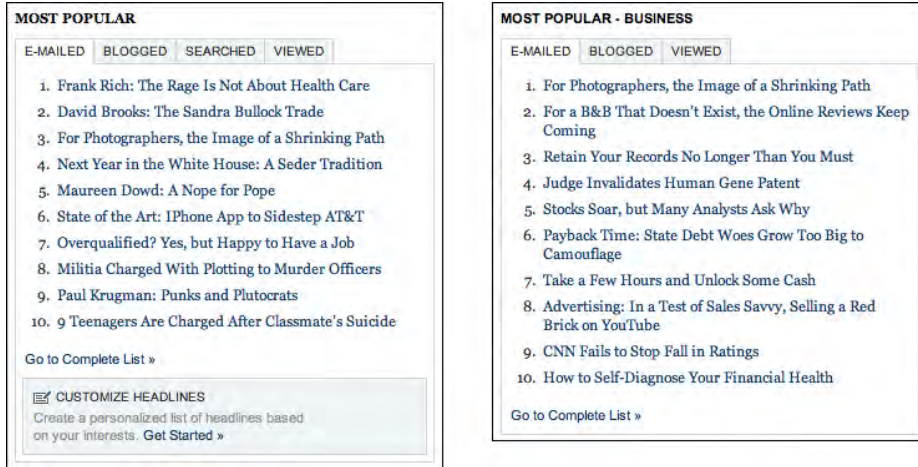 MOST POPULAR
E-MAILED BLOGGED SEARCHED VIEWED
1. Frank Rich: The Rage Is Not About Health Care
2. David Brooks: The Sandra Bullock Trade
3. For Photographers, the Image of a Shrinking Path
4. Next Year in the White House: A Seder Tradition
5. Maureen Dowd: A Nope for Pope
6. State of the Art: IPhone App to Sidestep AT&T
7. Overqualified? Yes, but Happy to Have a Job
8. Militia Charged With Plotting to Murder Officers
9. Paul Krugman: Punks and Plutocrats
10. 9 Teenagers Are Charged After Classmate's Suicide
Go to Complete List »
CUSTOMIZE HEADLINES
Create a personalized list of headlines based
on your interests. Get Started »
MOST POPULAR - BUSINESS
E-MAILED BLOGGED VIEWED
1. For Photographers, the Image of a Shrinking Path
2. For a B&B That Doesn't Exist, the Online Reviews Keep
Coming
3. Retain Your Records No Longer Than You Must
4. Judge Invalidates Human Gene Patent
5. Stocks Soar, but Many Analysts Ask Why
6. Payback Time: State Debt Woes Grow Too Big to
Camouflage
7. Take a Few Hours and Unlock Some Cash
8. Advertising: In a Test of Sales Savvy, Selling a Red
Brick on YouTube
9. CNN Fails to Stop Fall in Ratings
10. How to Self-Diagnose Your Financial Health
Go to Complete List »